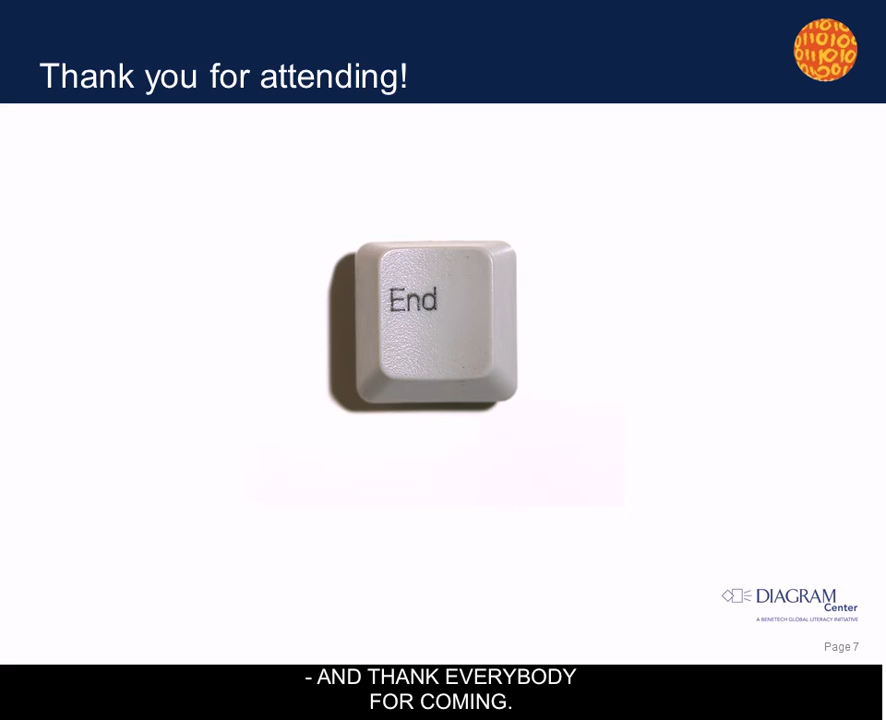 Thank you for attending!
End
DIAGRAM
Center
A BENETECH GLOBAL LITERACY INITIATIVE
Page 7
- AND THANK EVERYBODY
FOR COMING.